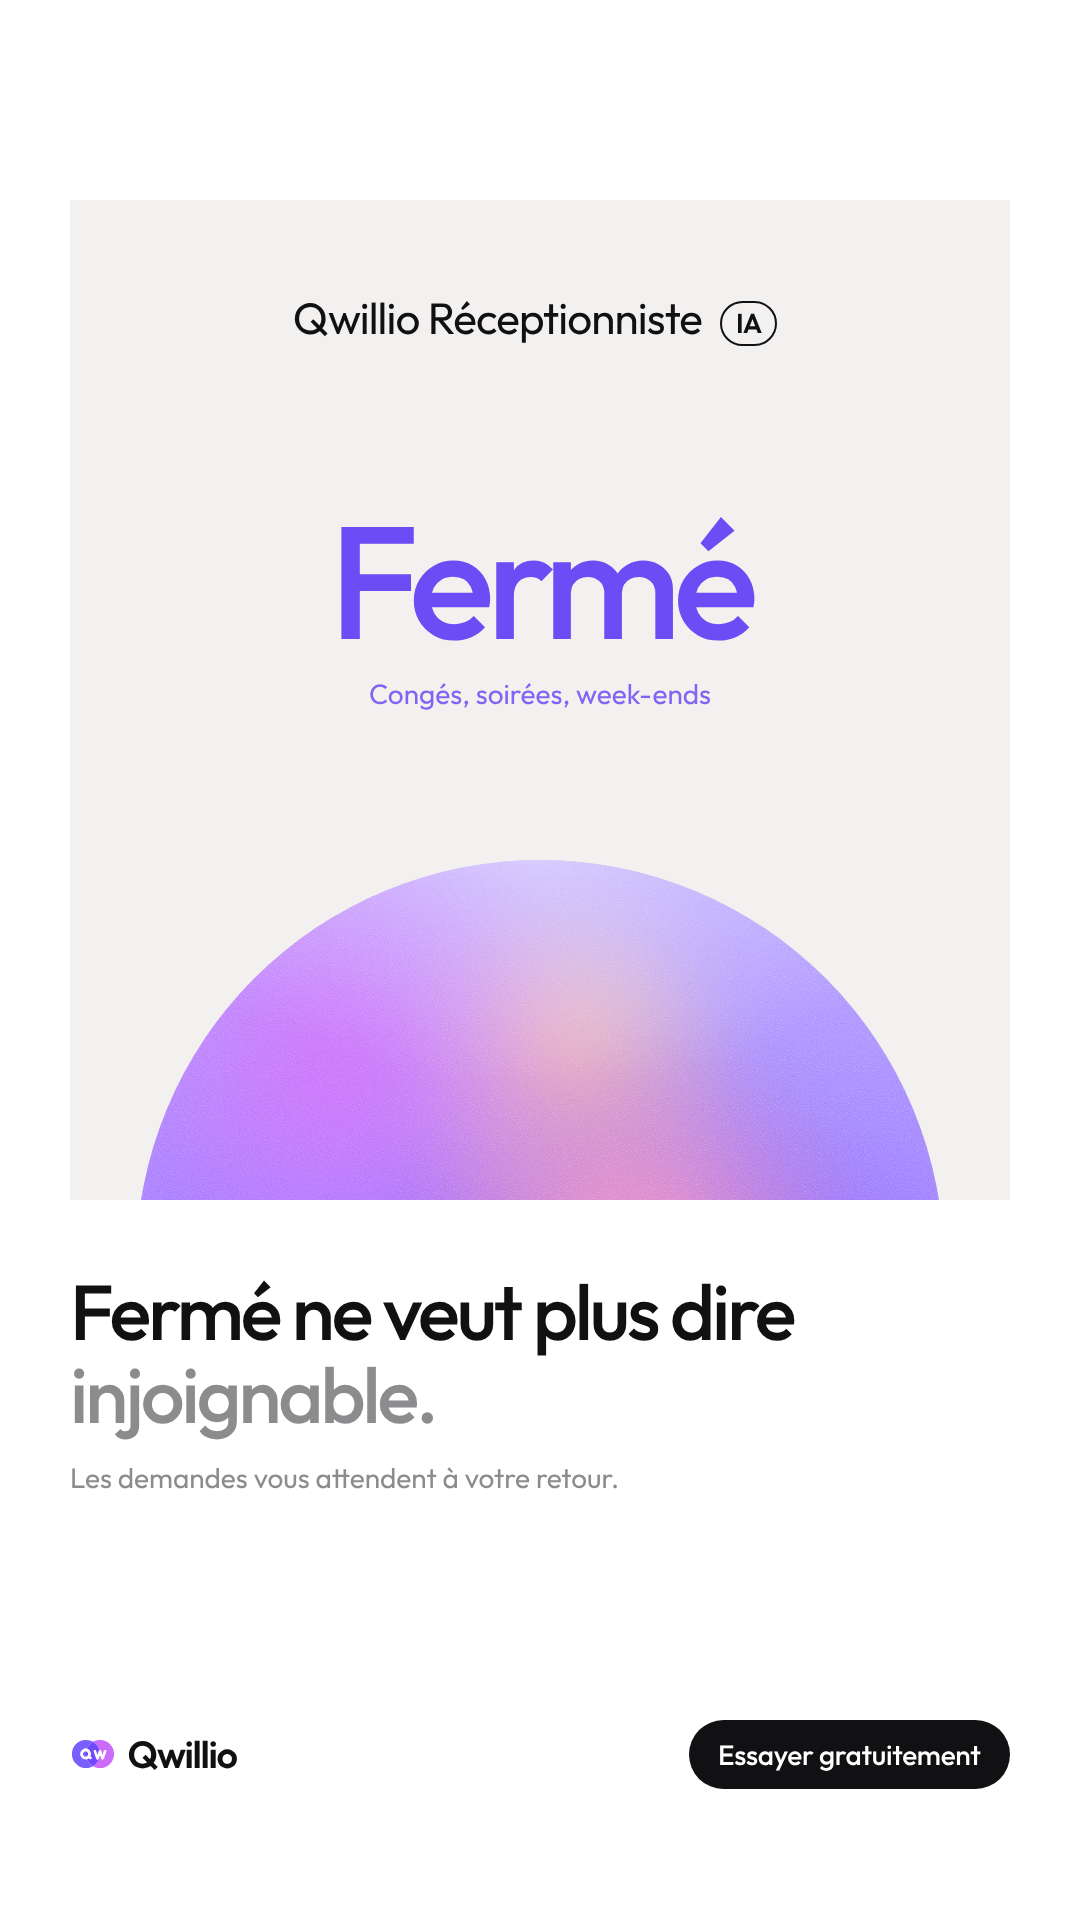 Qwillio Réceptionniste IA
Fermé
Congés, soirées, week-ends
Fermé ne veut plus dire
injoignable.
Les demandes vous attendent à votre retour.
QW Qwillio
Essayer gratuitement